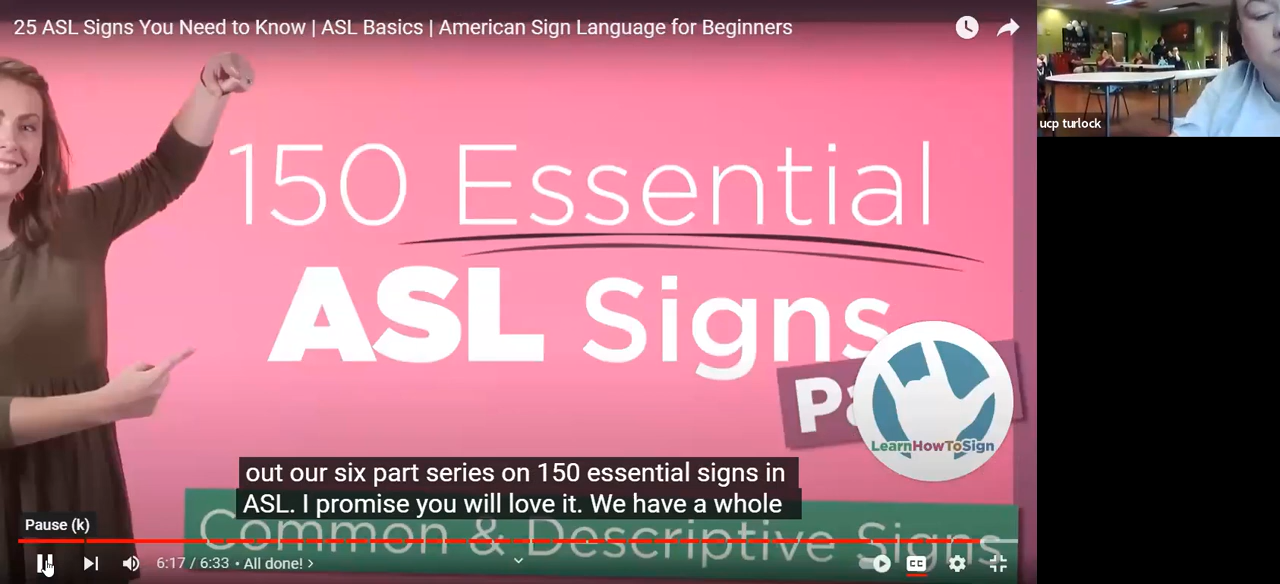 25 ASL Signs You Need to Know | ASL Basics | American Sign Language for Beginners
ucp turlock
150 Essential
ASL Signs
LearnHowToSign
out our six part series on 150 essential signs in
ASL. I promise you will love it. We have a whole
Common & Descriptive Signs
Pause (k)
6:17 / 6:33 • All done! ›
CC